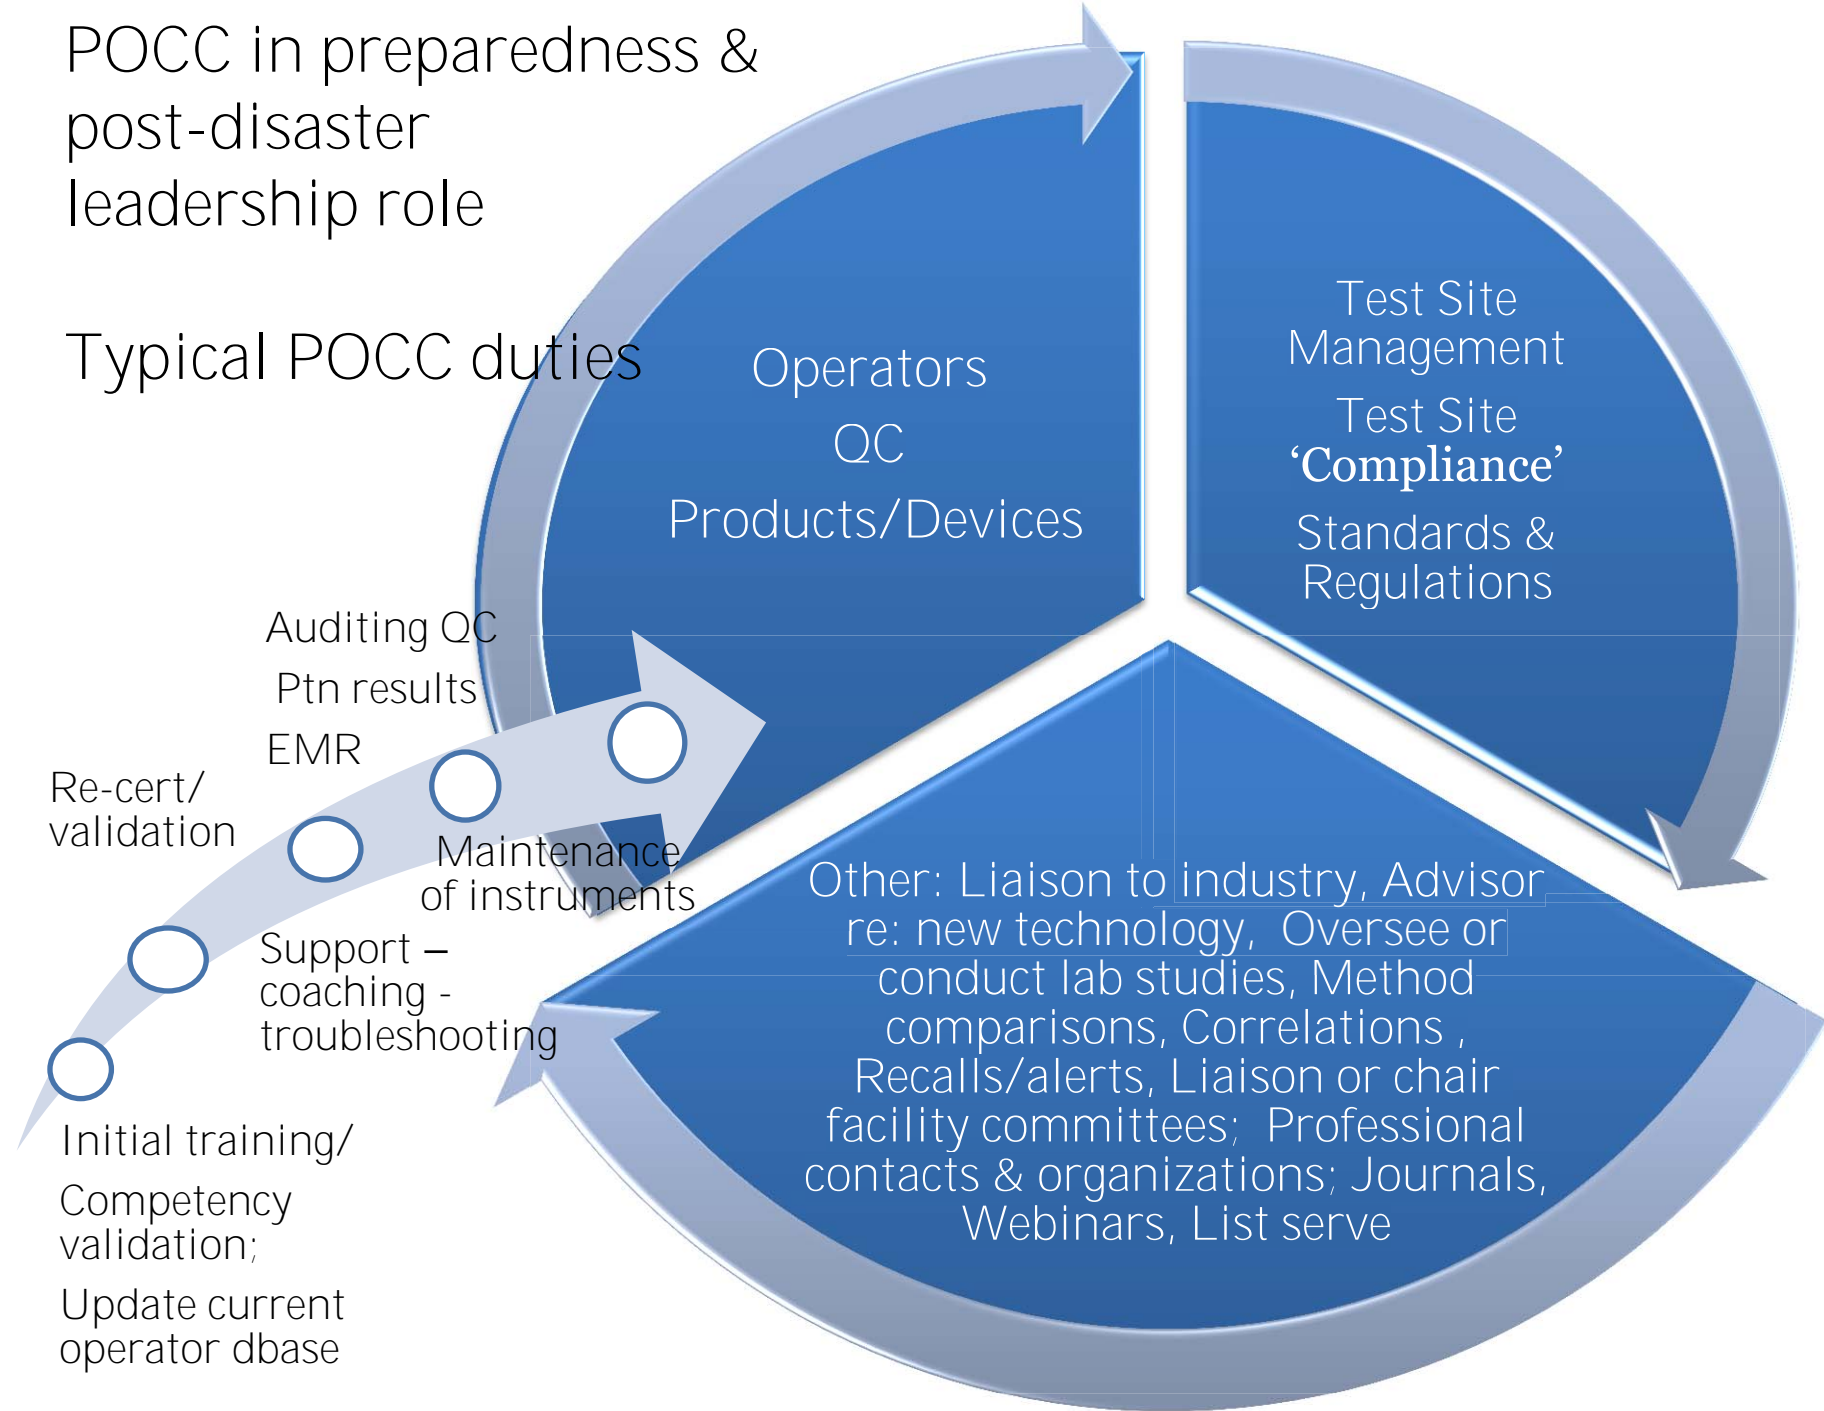 POCC in preparedness &
post-disaster
leadership role
Typical POCC duties
Operators
QC
Products/Devices
Test Site
Management
Test Site
‘Compliance’
Standards &
Regulations
Auditing QC
Ptn results
EMR
Re-cert/
validation
Maintenance
of instruments
Support –
coaching -
troubleshooting
Initial training/
Competency
validation;
Update current
operator dbase
Other: Liaison to industry, Advisor
re: new technology,  Oversee or
conduct lab studies, Method
comparisons, Correlations ,
Recalls/alerts, Liaison or chair
facility committees;  Professional
contacts & organizations; Journals,
Webinars, List serve